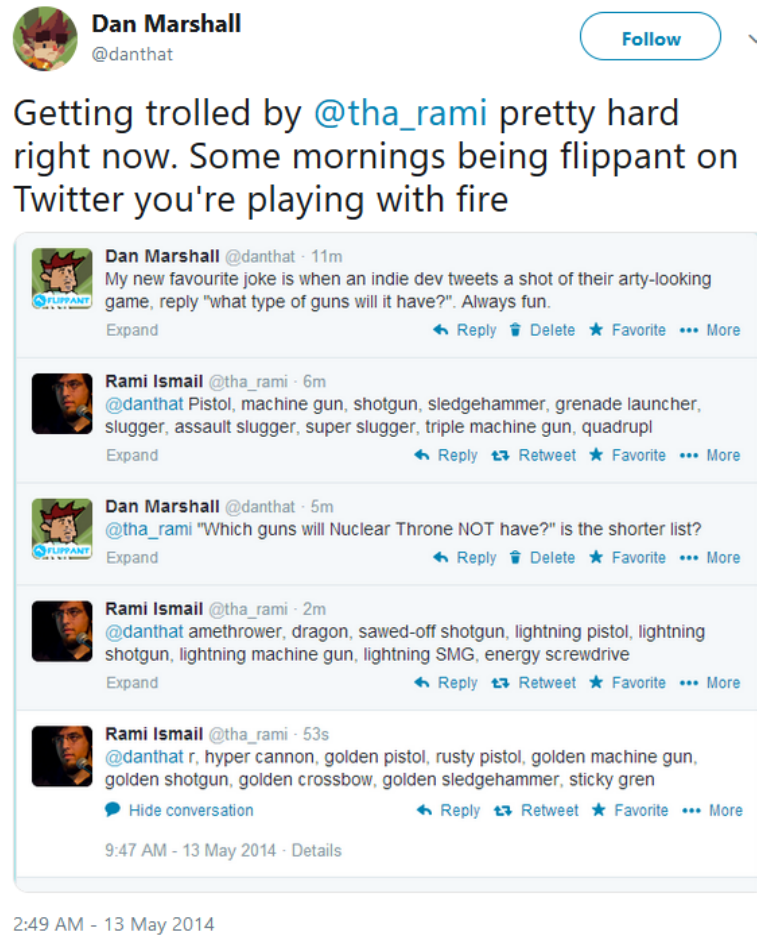 Dan Marshall
@danthat
Follow
Getting trolled by @tha_rami pretty hard
right now. Some mornings being flippant on
Twitter you're playing with fire
Dan Marshall @danthat · 11m
My new favourite joke is when an indie dev tweets a shot of their arty-looking
game, reply "what type of guns will it have?". Always fun.
FLIPPANT
Expand Reply Delete Favorite More
Rami Ismail @tha_rami · 6m
@danthat Pistol, machine gun, shotgun, sledgehammer, grenade launcher,
slugger, assault slugger, super slugger, triple machine gun, quadrupl
Expand Reply Retweet Favorite More
Dan Marshall @danthat · 5m
@tha_rami "Which guns will Nuclear Throne NOT have?" is the shorter list?
FLIPPANT
Expand Reply Delete Favorite More
Rami Ismail @tha_rami · 2m
@danthat amethrower, dragon, sawed-off shotgun, lightning pistol, lightning
shotgun, lightning machine gun, lightning SMG, energy screwdrive
Expand Reply Retweet Favorite More
Rami Ismail @tha_rami · 53s
@danthat r, hyper cannon, golden pistol, rusty pistol, golden machine gun,
golden shotgun, golden crossbow, golden sledgehammer, sticky gren
Hide conversation Reply Retweet Favorite More
9:47 AM - 13 May 2014 · Details
2:49 AM - 13 May 2014